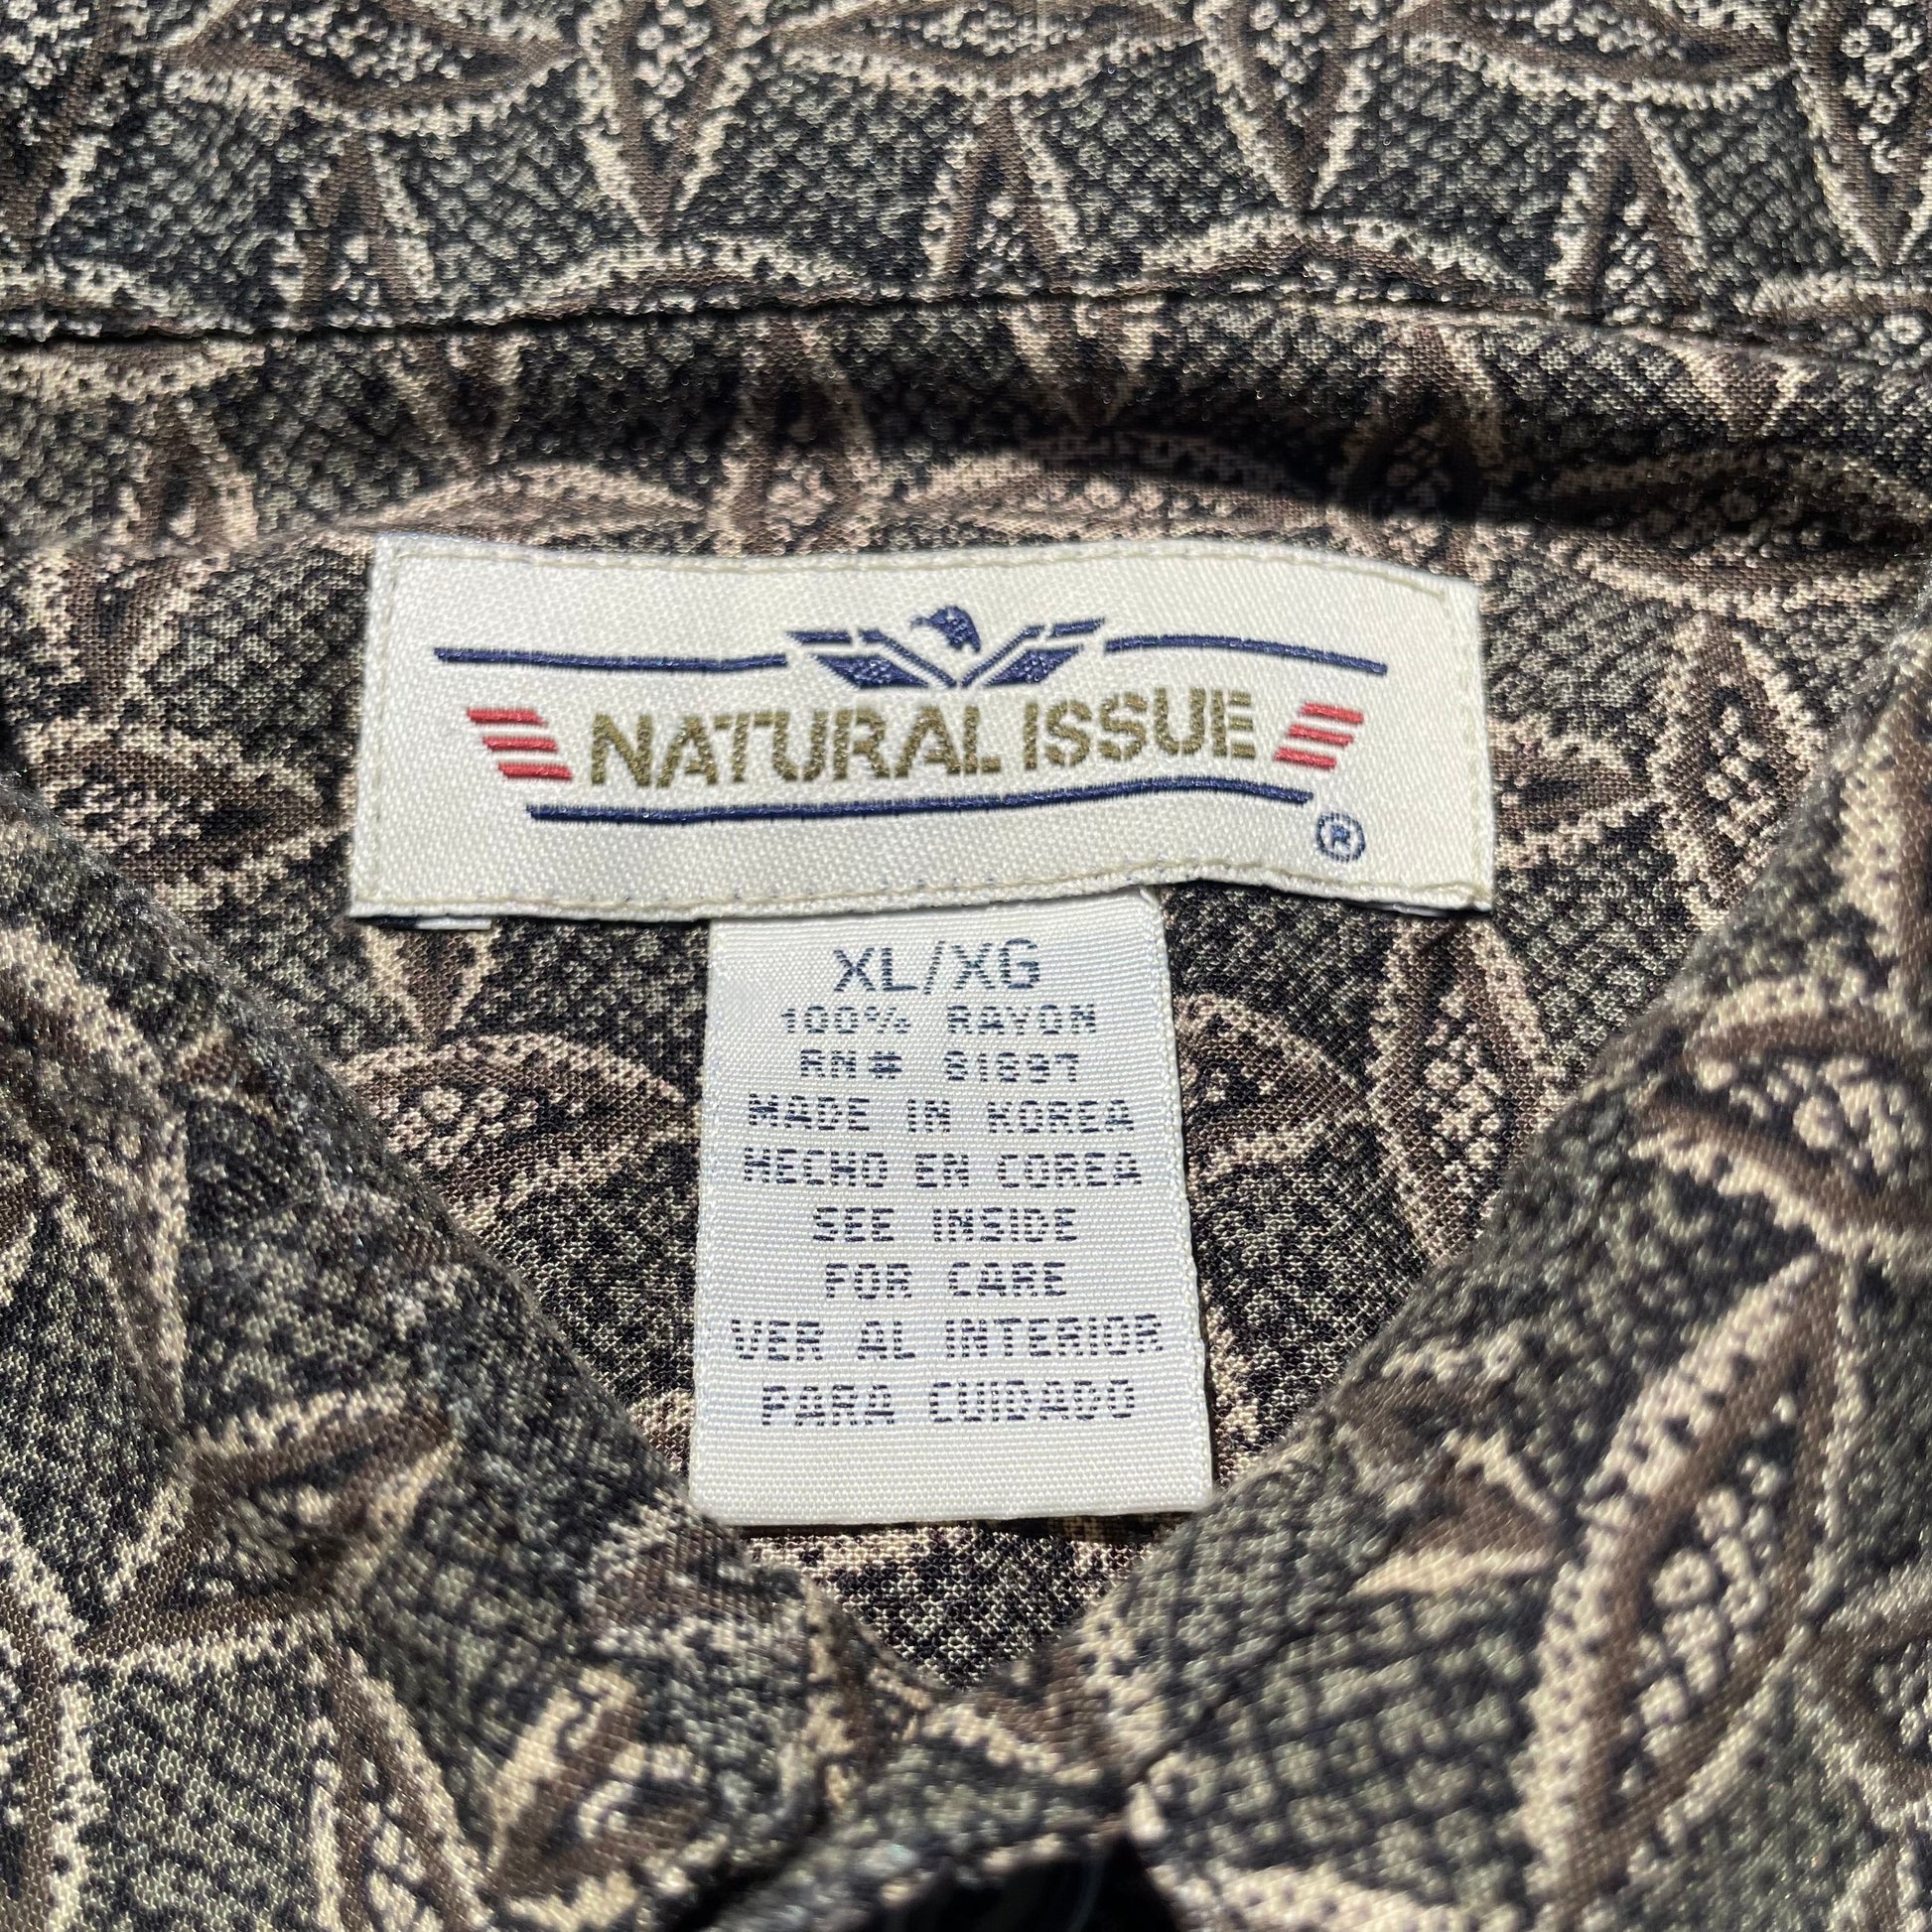 NATURAL ISSUE
®
XL/XG
100% RAYON
RN#
MADE IN KOREA
HECHO EN COREA
SEE INSIDE
FOR CARE
VER AL INTERIOR
PARA CUIDADO